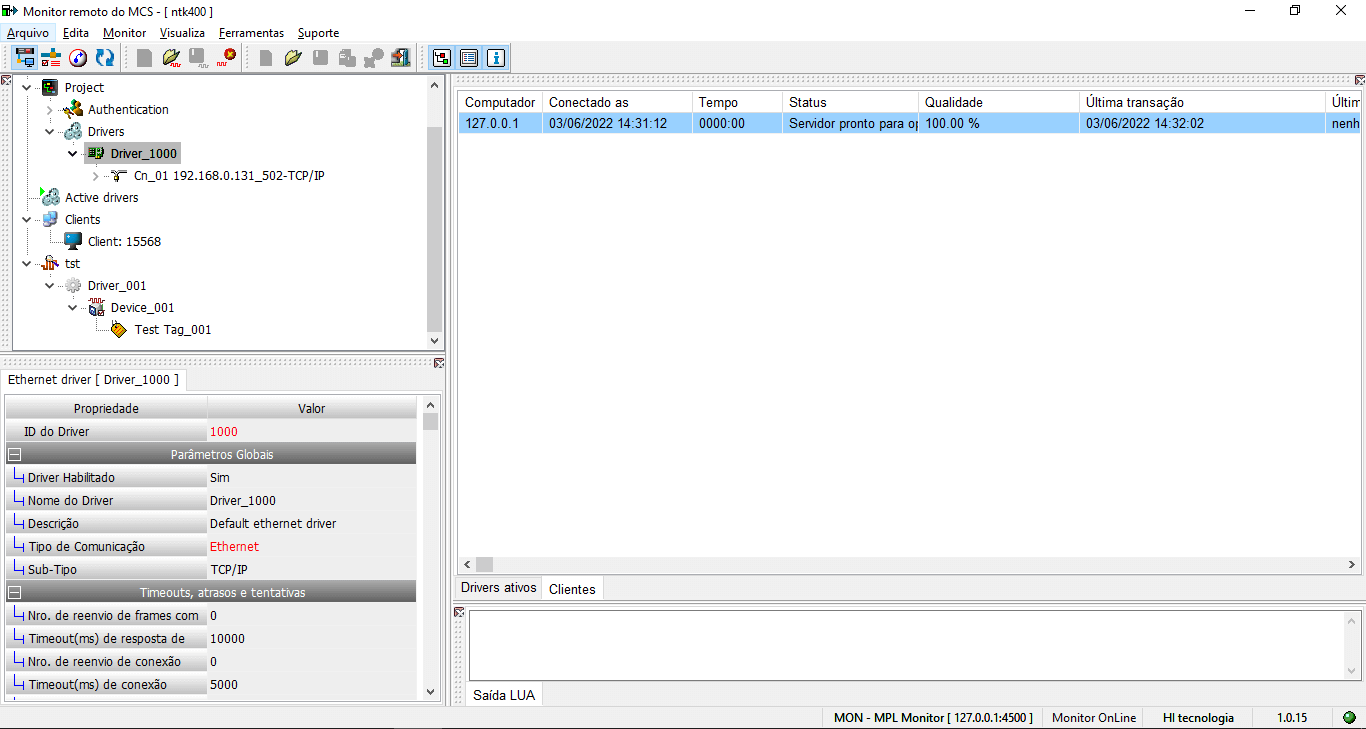 Monitor remoto do MCS - [ ntk400 ]
Arquivo Edita Monitor Visualiza Ferramentas Suporte
Project
Authentication
Drivers
Driver_1000
Cn_01 192.168.0.131_502-TCP/IP
Active drivers
Clients
Client: 15568
tst
Driver_001
Device_001
Test Tag_001
Ethernet driver [ Driver_1000 ]
Propriedade Valor
ID do Driver 1000
Parâmetros Globais
Driver Habilitado Sim
Nome do Driver Driver_1000
Descrição Default ethernet driver
Tipo de Comunicação Ethernet
Sub-Tipo TCP/IP
Timeouts, atrasos e tentativas
Nro. de reenvio de frames com 0
Timeout(ms) de resposta de 10000
Nro. de reenvio de conexão 0
Timeout(ms) de conexão 5000
Computador Conectado as Tempo Status Qualidade Última transação Últim
127.0.0.1 03/06/2022 14:31:12 0000:00 Servidor pronto para op 100.00 % 03/06/2022 14:32:02 nenh
Drivers ativos Clientes
Saída LUA
MON - MPL Monitor [ 127.0.0.1:4500 ] Monitor OnLine HI tecnologia 1.0.15